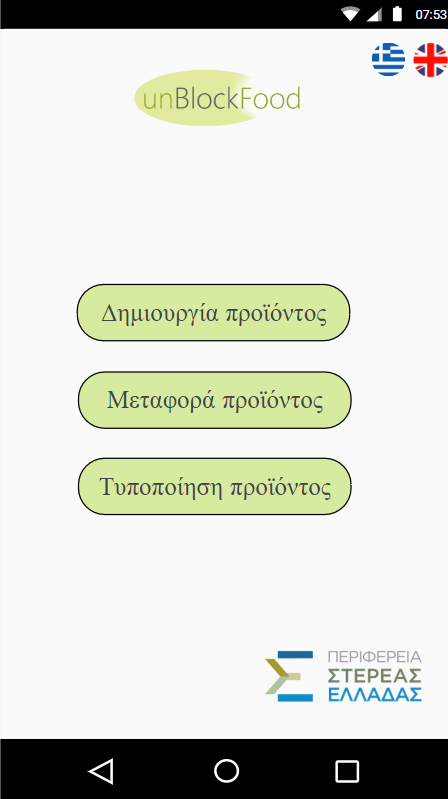 07:53
unBlockFood
Δημιουργία προϊόντος
Μεταφορά προϊόντος
Τυποποίηση προϊόντος
ΠΕΡΙΦΕΡΕΙΑ
ΣΤΕΡΕΑΣ
ΕΛΛΑΔΑΣ